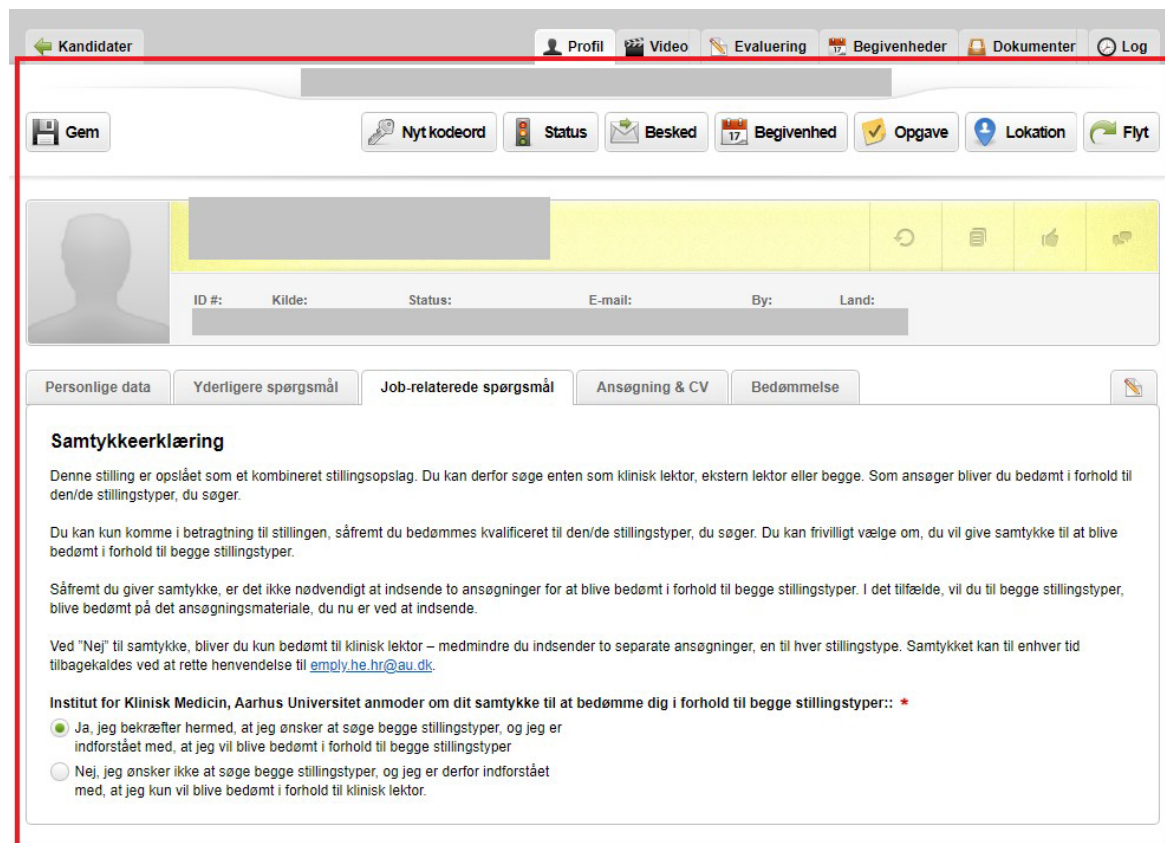 Kandidater
Profil Video Evaluering Begivenheder Dokumenter Log
Gem
Nyt kodeord Status Besked Begivenhed Opgave Lokation Flyt
ID #: Kilde: Status: E-mail: By: Land:
Personlige data Yderligere spørgsmål Job-relaterede spørgsmål Ansøgning & CV Bedømmelse
Samtykkeerklæring
Denne stilling er opslået som et kombineret stillingsopslag. Du kan derfor søge enten som klinisk lektor, ekstern lektor eller begge. Som ansøger bliver du bedømt i forhold til
den/de stillingstyper, du søger.
Du kan kun komme i betragtning til stillingen, såfremt du bedømmes kvalificeret til den/de stillingstyper, du søger. Du kan frivilligt vælge om, du vil give samtykke til at blive
bedømt i forhold til begge stillingstyper.
Såfremt du giver samtykke, er det ikke nødvendigt at indsende to ansøgninger for at blive bedømt i forhold til begge stillingstyper. I det tilfælde, vil du til begge stillingstyper,
blive bedømt på det ansøgningsmateriale, du nu er ved at indsende.
Ved "Nej" til samtykke, bliver du kun bedømt til klinisk lektor – medmindre du indsender to separate ansøgninger, en til hver stillingstype. Samtykket kan til enhver tid
tilbagekaldes ved at rette henvendelse til emply.he.hr@au.dk.
Institut for Klinisk Medicin, Aarhus Universitet anmoder om dit samtykke til at bedømme dig i forhold til begge stillingstyper:: *
Ja, jeg bekræfter hermed, at jeg ønsker at søge begge stillingstyper, og jeg er
indforstået med, at jeg vil blive bedømt i forhold til begge stillingstyper
Nej, jeg ønsker ikke at søge begge stillingstyper, og jeg er derfor indforstået
med, at jeg kun vil blive bedømt i forhold til klinisk lektor.